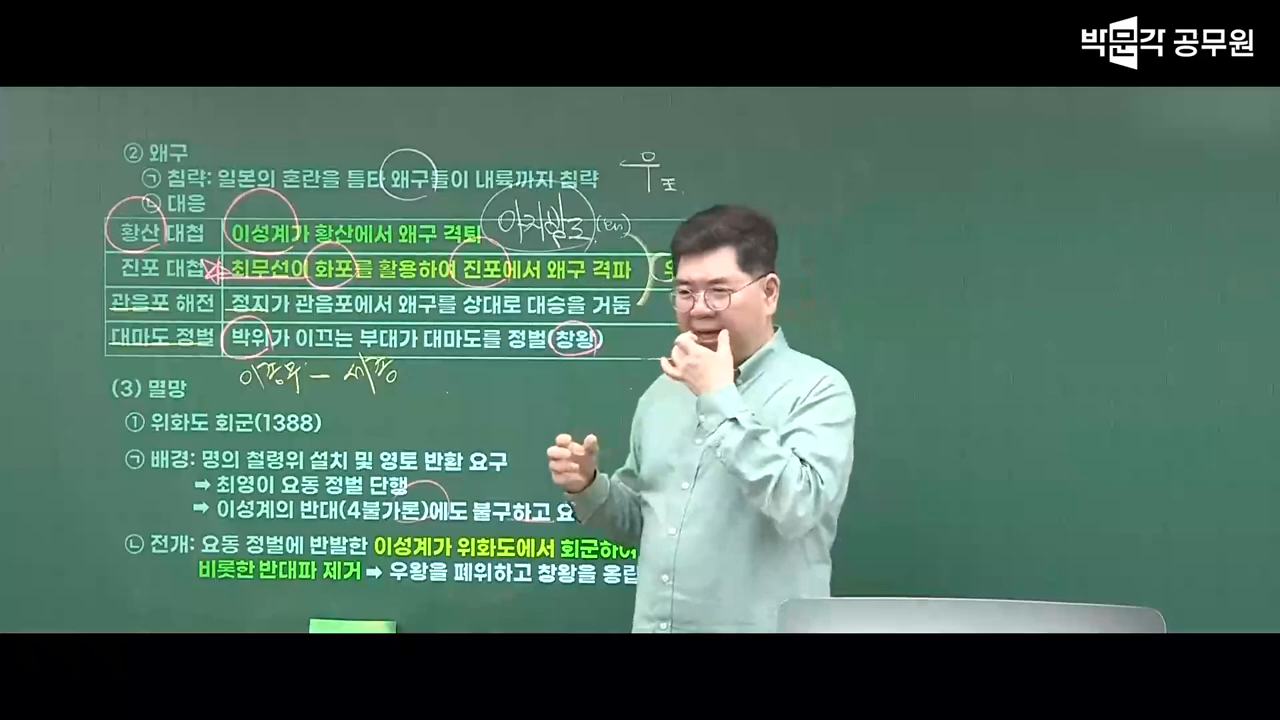 박문각 공무원
② 왜구
㉠ 침략: 일본의 혼란을 틈타 왜구들이 내륙까지 침략
우
㉡ 대응
황산 대첩 이성계가 황산에서 왜구 격퇴 아지발도
진포 대첩 최무선이 화포를 활용하여 진포에서 왜구 격파
관음포 해전 정지가 관음포에서 왜구를 상대로 대승을 거둠
대마도 정벌 박위가 이끄는 부대가 대마도를 정벌(창왕)
이종무 - 세종
(3) 멸망
① 위화도 회군(1388)
㉠ 배경: 명의 철령위 설치 및 영토 반환 요구
➡ 최영이 요동 정벌 단행
➡ 이성계의 반대(4불가론)에도 불구하고 요
㉡ 전개: 요동 정벌에 반발한 이성계가 위화도에서 회군하여
비롯한 반대파 제거 ➡ 우왕을 폐위하고 창왕을 옹립